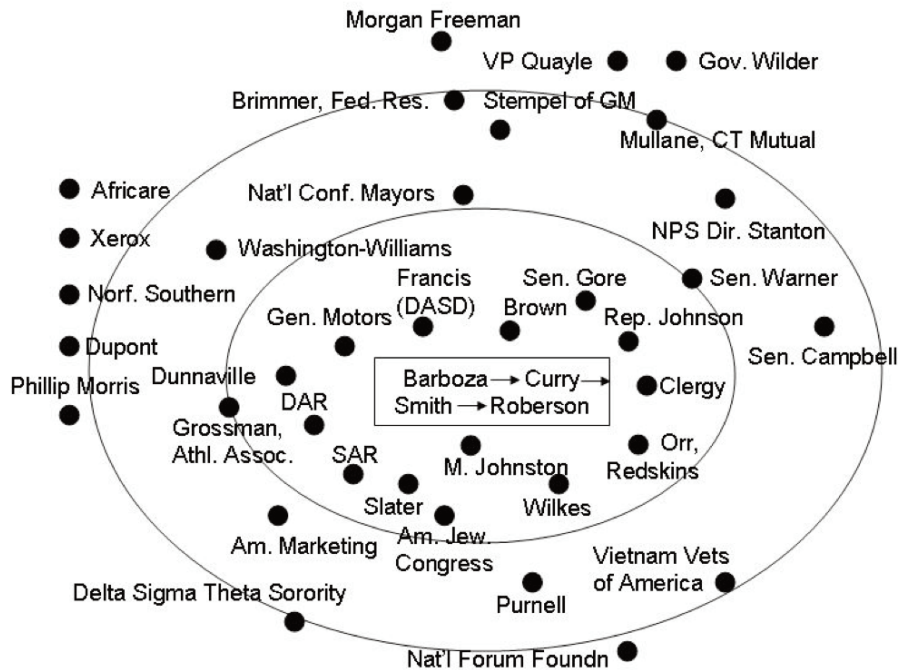 Morgan Freeman
VP Quayle
Gov. Wilder
Brimmer, Fed. Res.
Stempel of GM
Mullane, CT Mutual
Africare
Nat'l Conf. Mayors
NPS Dir. Stanton
Xerox
Washington-Williams
Sen. Warner
Norf. Southern
Francis
(DASD)
Sen. Gore
Brown
Gen. Motors
Rep. Johnson
Dupont
Sen. Campbell
Phillip Morris
Dunnaville
Barboza → Curry →
Smith → Roberson
Clergy
DAR
Grossman,
Athl. Assoc.
SAR
M. Johnston
Orr,
Redskins
Slater
Wilkes
Am. Marketing
Am. Jew.
Congress
Vietnam Vets
of America
Delta Sigma Theta Sorority
Purnell
Nat'l Forum Foundn